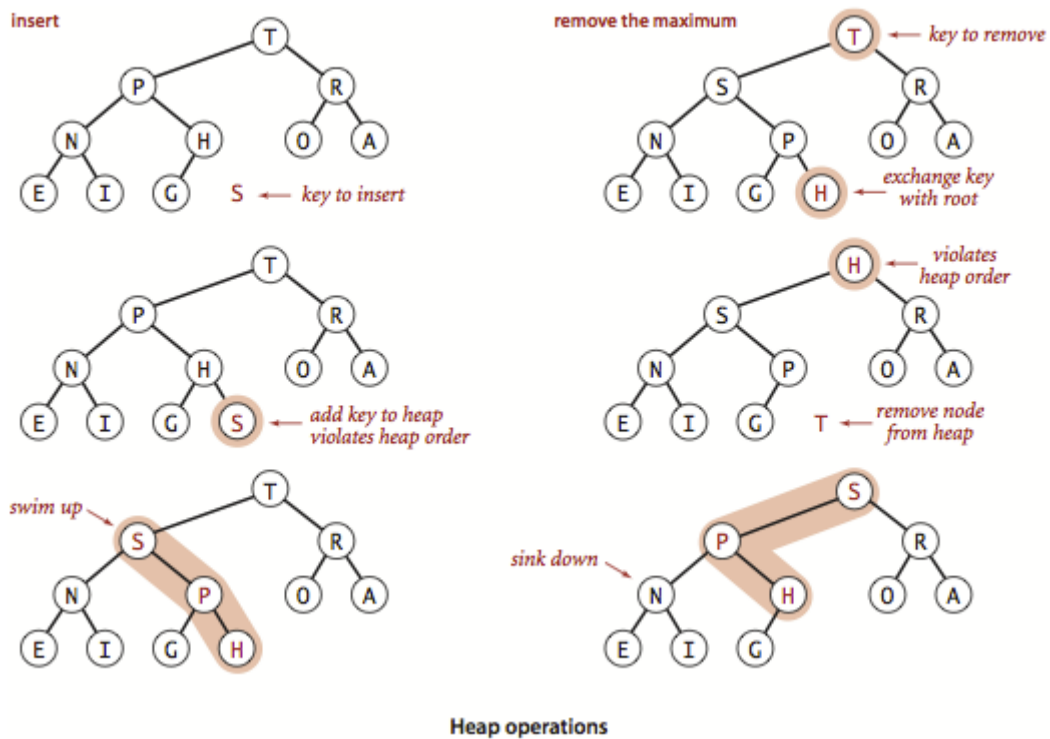 insert
T
P R
N H O A
E I G S key to insert
T
P R
N H O A
E I G S add key to heap
violates heap order
T
swim up
S R
N P O A
E I G H
remove the maximum
T key to remove
S R
N P O A
E I G H exchange key
with root
H violates
heap order
S R
N P O A
E I G T remove node
from heap
S
P R
sink down
N H O A
E I G
Heap operations